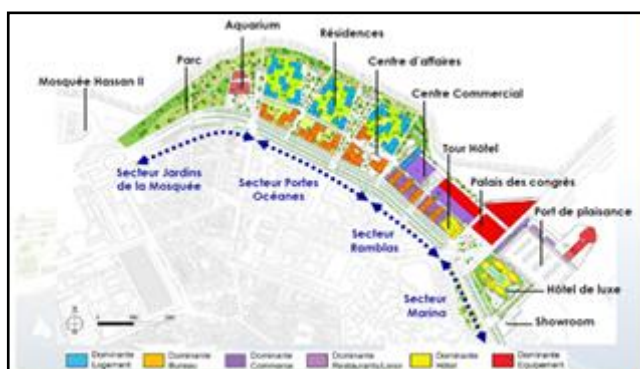 Aquarium
Résidences
Parc
Centre d'affaires
Mosquée Hassan II
Centre Commercial
Tour Hôtel
Secteur Jardins
de la Mosquée
Secteur Portes
Océanes
Palais des congrès
Port de plaisance
Secteur
Ramblas
Secteur
Marina
Hôtel de luxe
Showroom
Dominante
Logement
Dominante
Bureau
Dominante
Commerce
Dominante
Dominante
Hôtel
Dominante
Equipement